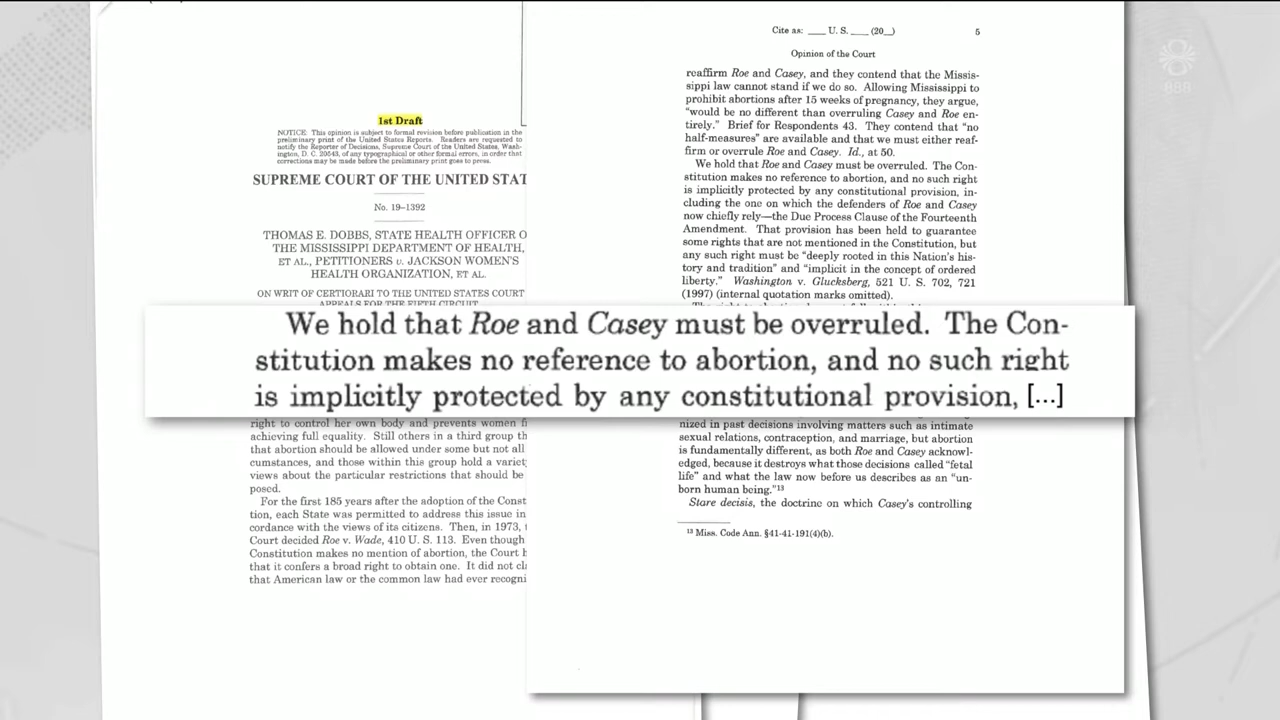 1st Draft
NOTICE: This opinion is subject to formal revision before publication in the
preliminary print of the United States Reports. Readers are requested to
notify the Reporter of Decisions, Supreme Court of the United States, Wash-
ington, D. C. 20543, of any typographical or other formal errors, in order that
corrections may be made before the preliminary print goes to press.
SUPREME COURT OF THE UNITED STAT
No. 19–1392
THOMAS E. DOBBS, STATE HEALTH OFFICER O
THE MISSISSIPPI DEPARTMENT OF HEALTH,
ET AL., PETITIONERS v. JACKSON WOMEN'S
HEALTH ORGANIZATION, ET AL.
ON WRIT OF CERTIORARI TO THE UNITED STATES COURT
APPEALS FOR THE FIFTH CIRCUIT
right to control her own body and prevents women f
achieving full equality. Still others in a third group th
that abortion should be allowed under some but not all
cumstances, and those within this group hold a variet
views about the particular restrictions that should be
posed.
For the first 185 years after the adoption of the Const
tion, each State was permitted to address this issue in
cordance with the views of its citizens. Then, in 1973, t
Court decided Roe v. Wade, 410 U. S. 113. Even though
Constitution makes no mention of abortion, the Court h
that it confers a broad right to obtain one. It did not cl
that American law or the common law had ever recogni
Cite as: ___ U. S. ___ (20_)
5
Opinion of the Court
reaffirm Roe and Casey, and they contend that the Missis-
sippi law cannot stand if we do so. Allowing Mississippi to
prohibit abortions after 15 weeks of pregnancy, they argue,
“would be no different than overruling Casey and Roe en-
tirely.” Brief for Respondents 43. They contend that “no
half-measures” are available and that we must either reaf-
firm or overrule Roe and Casey. Id., at 50.
We hold that Roe and Casey must be overruled. The Con-
stitution makes no reference to abortion, and no such right
is implicitly protected by any constitutional provision, in-
cluding the one on which the defenders of Roe and Casey
now chiefly rely—the Due Process Clause of the Fourteenth
Amendment. That provision has been held to guarantee
some rights that are not mentioned in the Constitution, but
any such right must be “deeply rooted in this Nation's his-
tory and tradition” and “implicit in the concept of ordered
liberty.” Washington v. Glucksberg, 521 U. S. 702, 721
(1997) (internal quotation marks omitted).
We hold that Roe and Casey must be overruled. The Con-
stitution makes no reference to abortion, and no such right
is implicitly protected by any constitutional provision, [...]
nized in past decisions involving matters such as intimate
sexual relations, contraception, and marriage, but abortion
is fundamentally different, as both Roe and Casey acknowl-
edged, because it destroys what those decisions called “fetal
life” and what the law now before us describes as an “un-
born human being.”13
Stare decisis, the doctrine on which Casey's controlling
13 Miss. Code Ann. §41-41-191(4)(b).
888